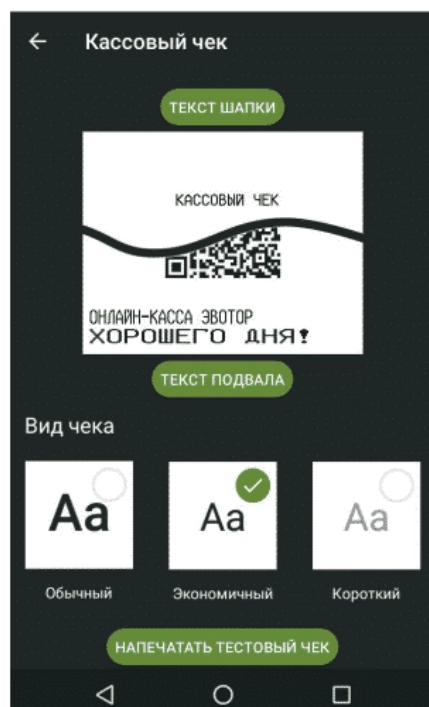 Кассовый чек
ТЕКСТ ШАПКИ
КАССОВЫЙ ЧЕК
ОНЛАЙН-КАССА ЭВОТОР
ХОРОШЕГО ДНЯ!
ТЕКСТ ПОДВАЛА
Вид чека
Aa Aa Aa
Обычный Экономичный Короткий
НАПЕЧАТАТЬ ТЕСТОВЫЙ ЧЕК